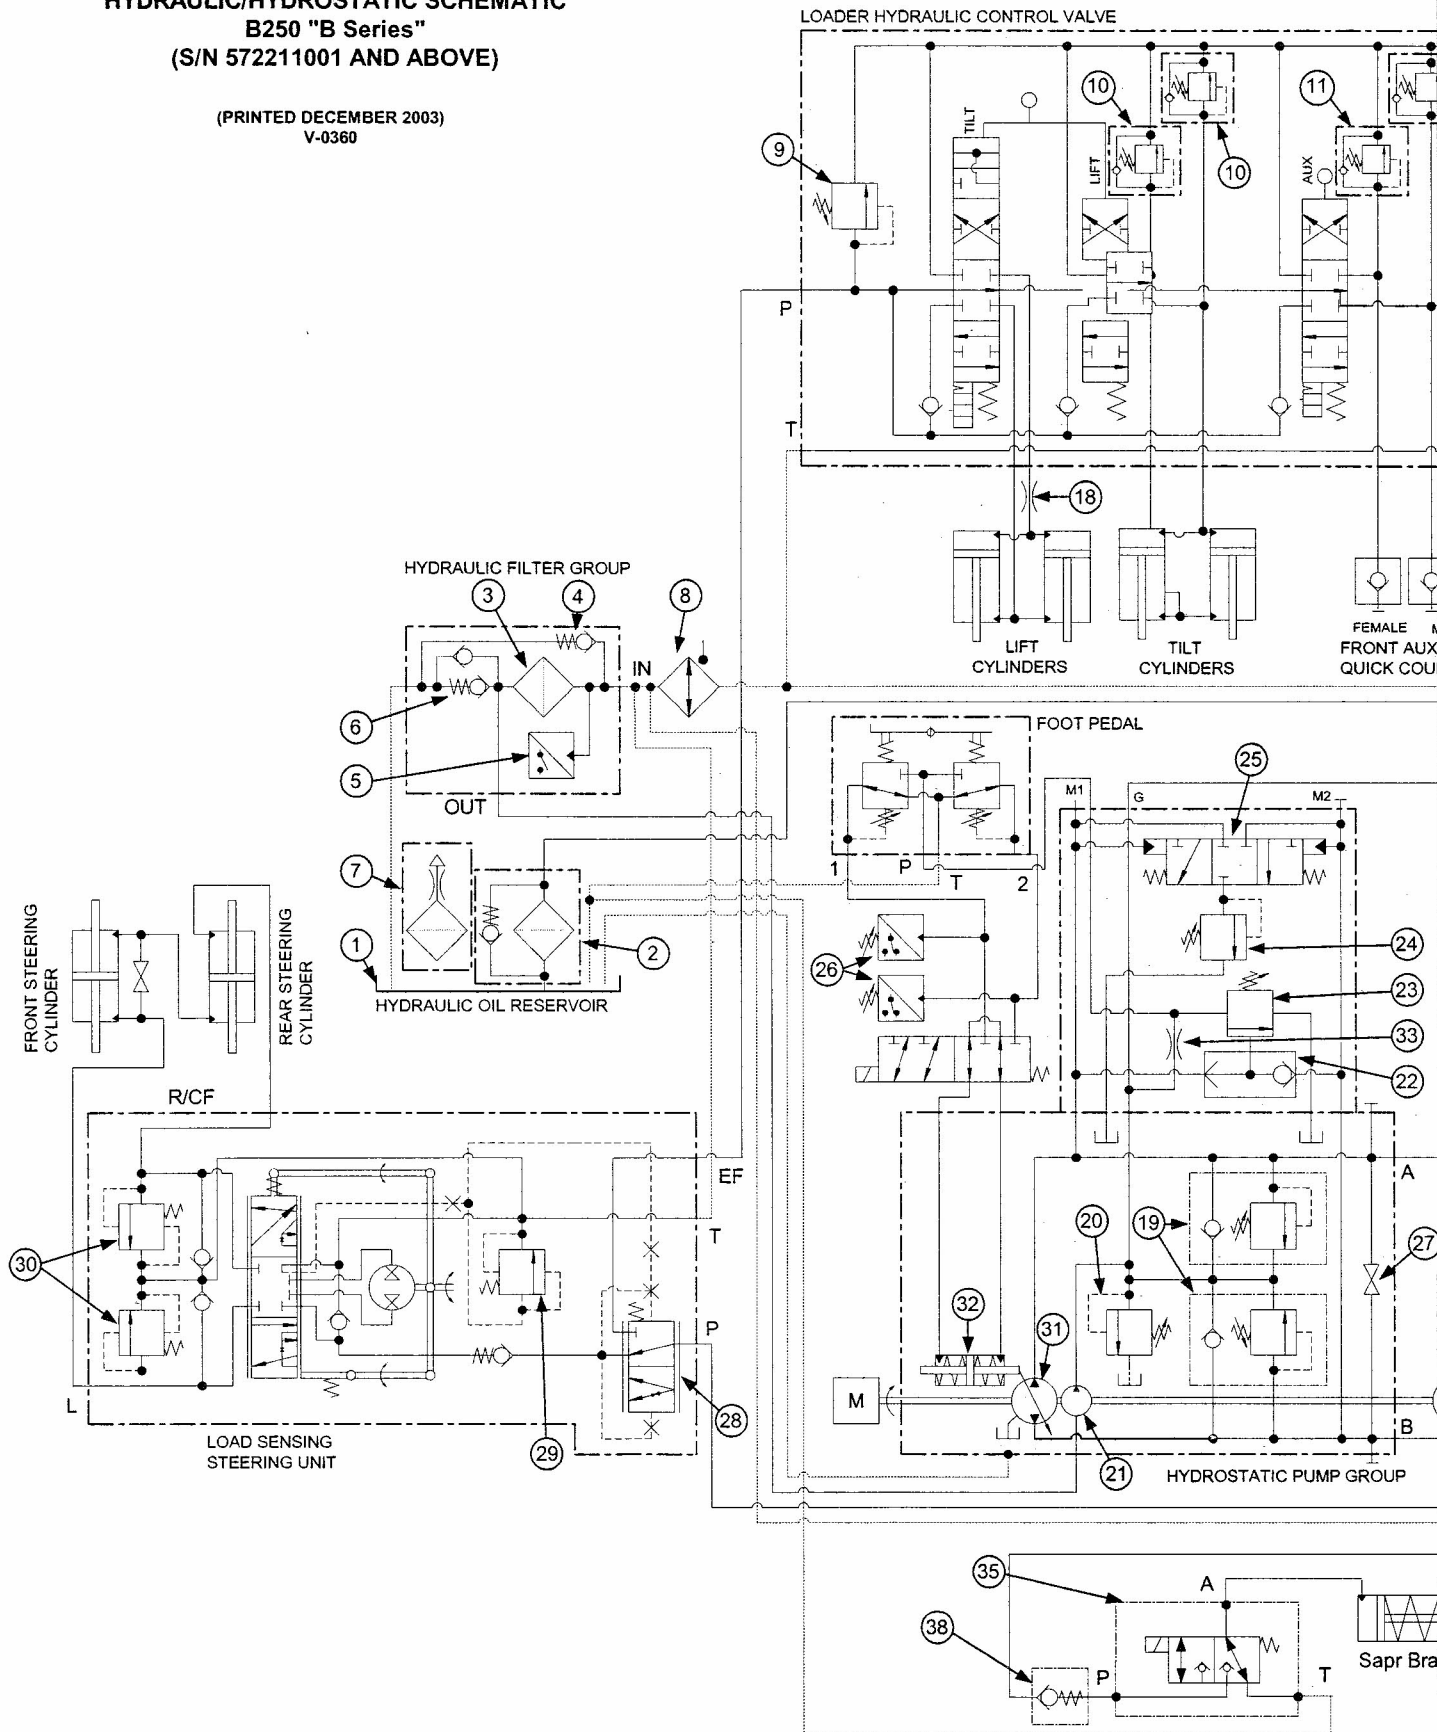 HYDRAULIC/HYDROSTATIC SCHEMATIC
B250 "B Series"
(S/N 572211001 AND ABOVE)
(PRINTED DECEMBER 2003)
V-0360
LOADER HYDRAULIC CONTROL VALVE
9
TILT
10
LIFT
10
11
AUX
P
T
18
LIFT
CYLINDERS
TILT
CYLINDERS
FEMALE
M
FRONT AUX
QUICK COU
HYDRAULIC FILTER GROUP
3
4
8
IN
6
5
OUT
7
1
2
HYDRAULIC OIL RESERVOIR
FRONT STEERING
CYLINDER
REAR STEERING
CYLINDER
FOOT PEDAL
1
P
T
2
26
M1
G
M2
25
24
23
33
22
R/CF
EF
T
30
P
L
28
29
LOAD SENSING
STEERING UNIT
A
20
19
27
32
31
M
B
21
HYDROSTATIC PUMP GROUP
35
A
38
P
T
Sapr Bra